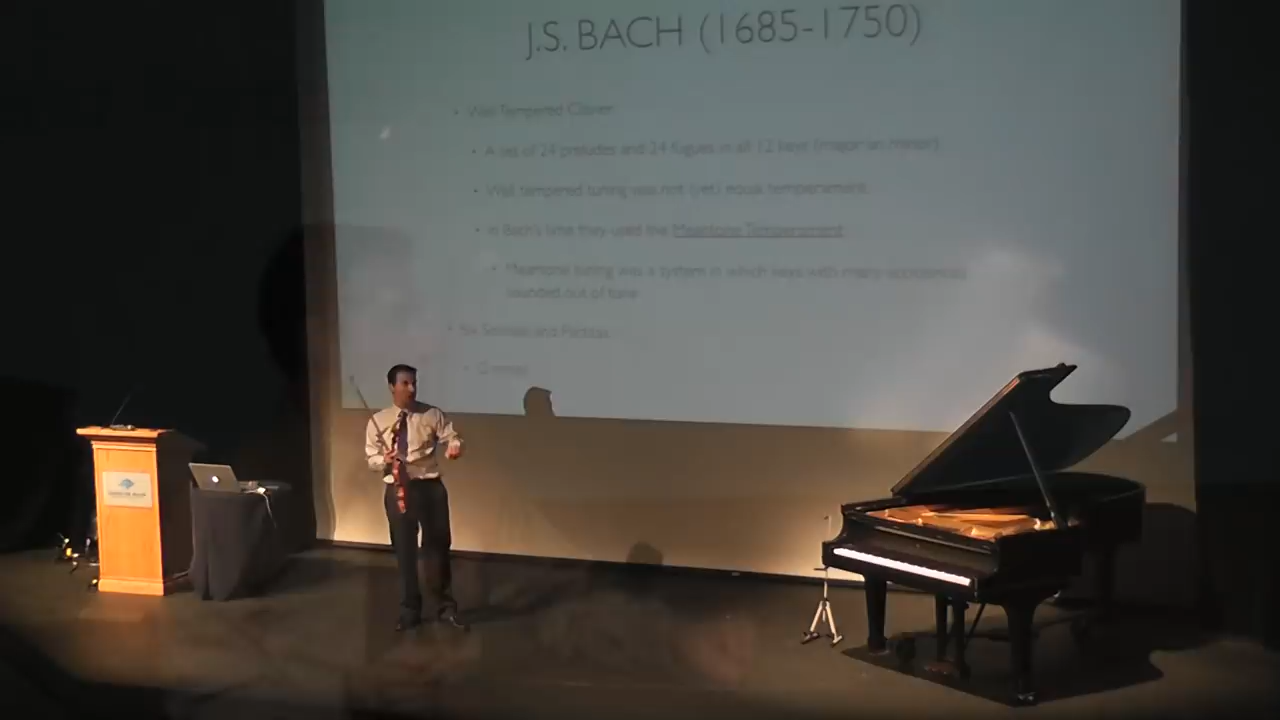 J.S. BACH (1685-1750)
• Well Tempered Clavier
• A set of 24 preludes and 24 fugues in all 12 keys (major an minor)
• Well tempered tuning was not (yet) equal temperament
• In Bach's time they used the Meantone Temperament
• Meantone tuning was a system in which keys with many accidentals
sounded out of tune
• Six Sonatas and Partitas